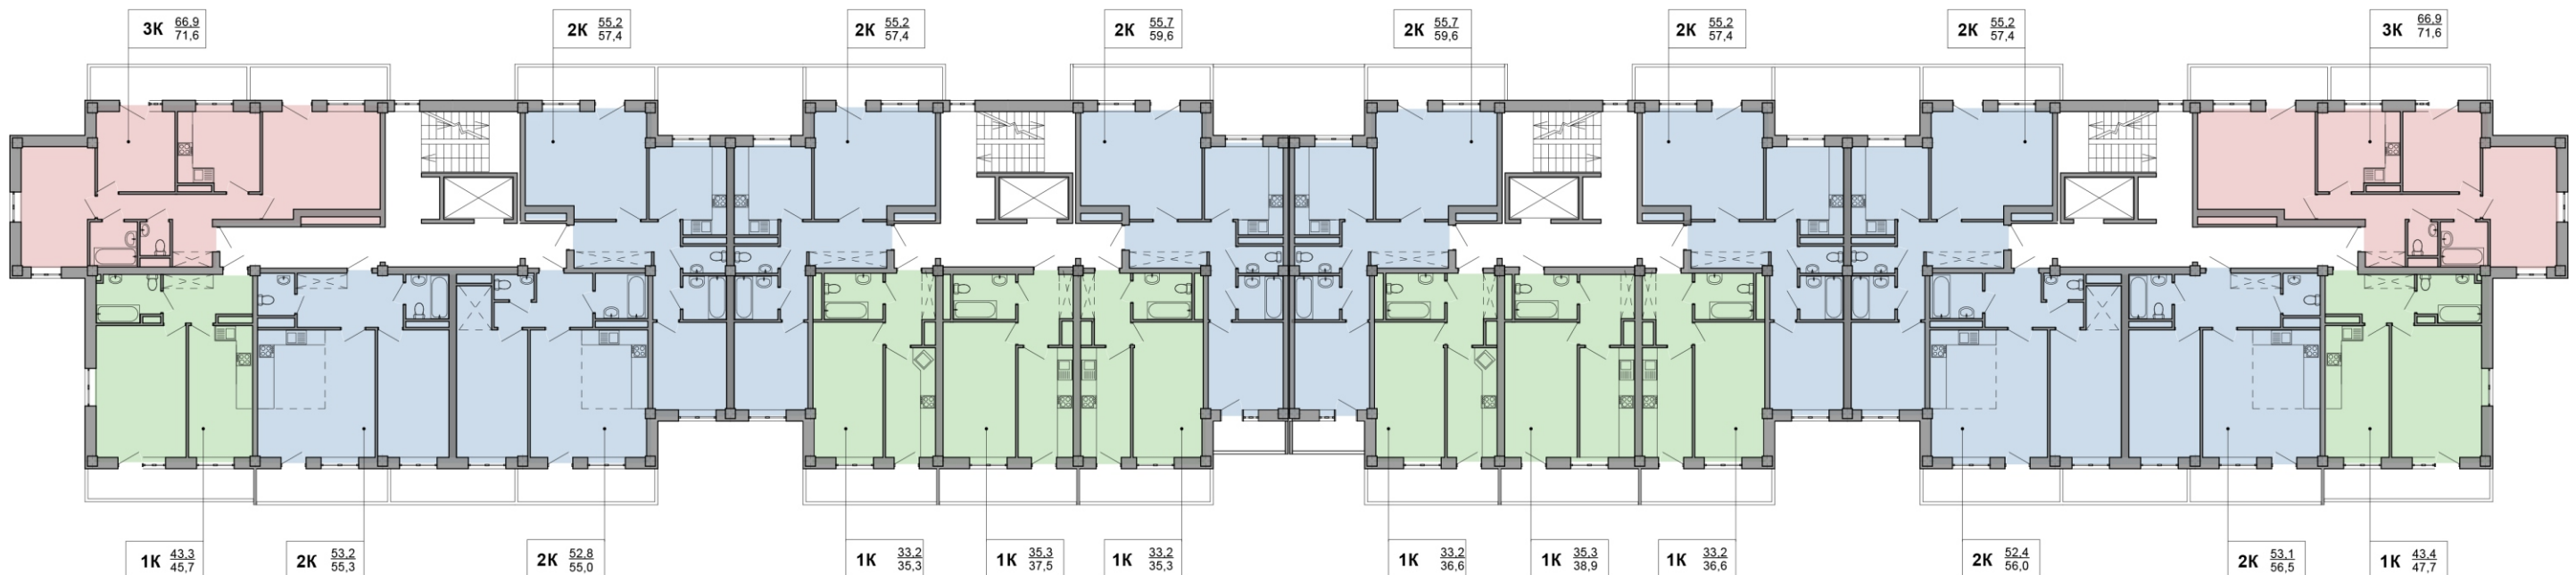 3К 66,9
71,6
2К 55,2
57,4
2К 55,2
57,4
2К 55,7
59,6
2К 55,7
59,6
2К 55,2
57,4
2К 55,2
57,4
3К 66,9
71,6
1К 43,3
45,7
2К 53,2
55,3
2К 52,8
55,0
1К 33,2
35,3
1К 35,3
37,5
1К 33,2
35,3
1К 33,2
36,6
1К 35,3
38,9
1К 33,2
36,6
2К 52,4
56,0
2К 53,1
56,5
1К 43,4
47,7